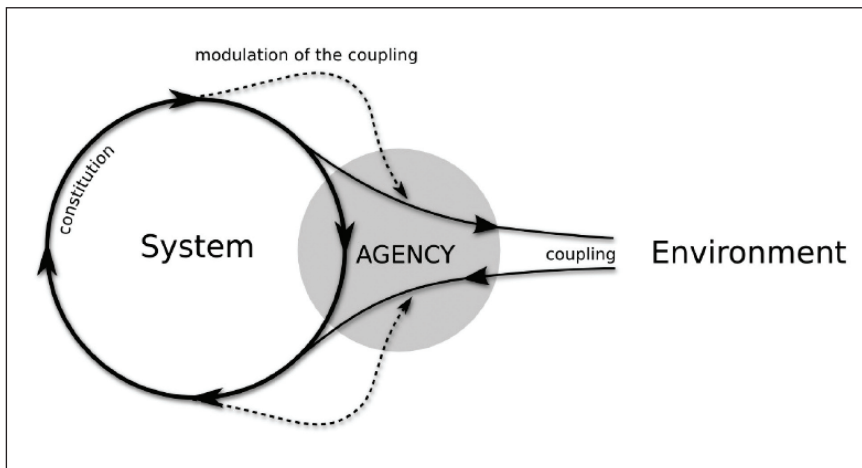 modulation of the coupling
constitution
System
AGENCY
coupling
Environment